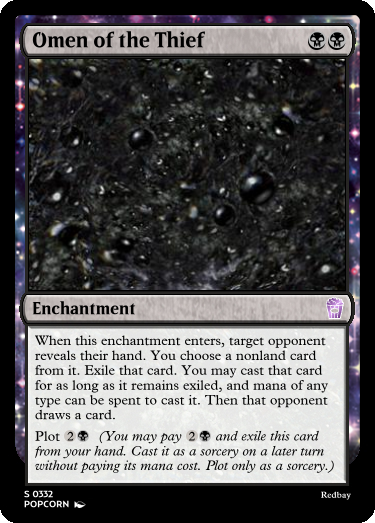 Omen of the Thief
Enchantment
When this enchantment enters, target opponent
reveals their hand. You choose a nonland card
from it. Exile that card. You may cast that card
for as long as it remains exiled, and mana of any
type can be spent to cast it. Then that opponent
draws a card.
Plot 2 (You may pay 2 and exile this card
from your hand. Cast it as a sorcery on a later turn
without paying its mana cost. Plot only as a sorcery.)
S 0332
POPCORN
Redbay